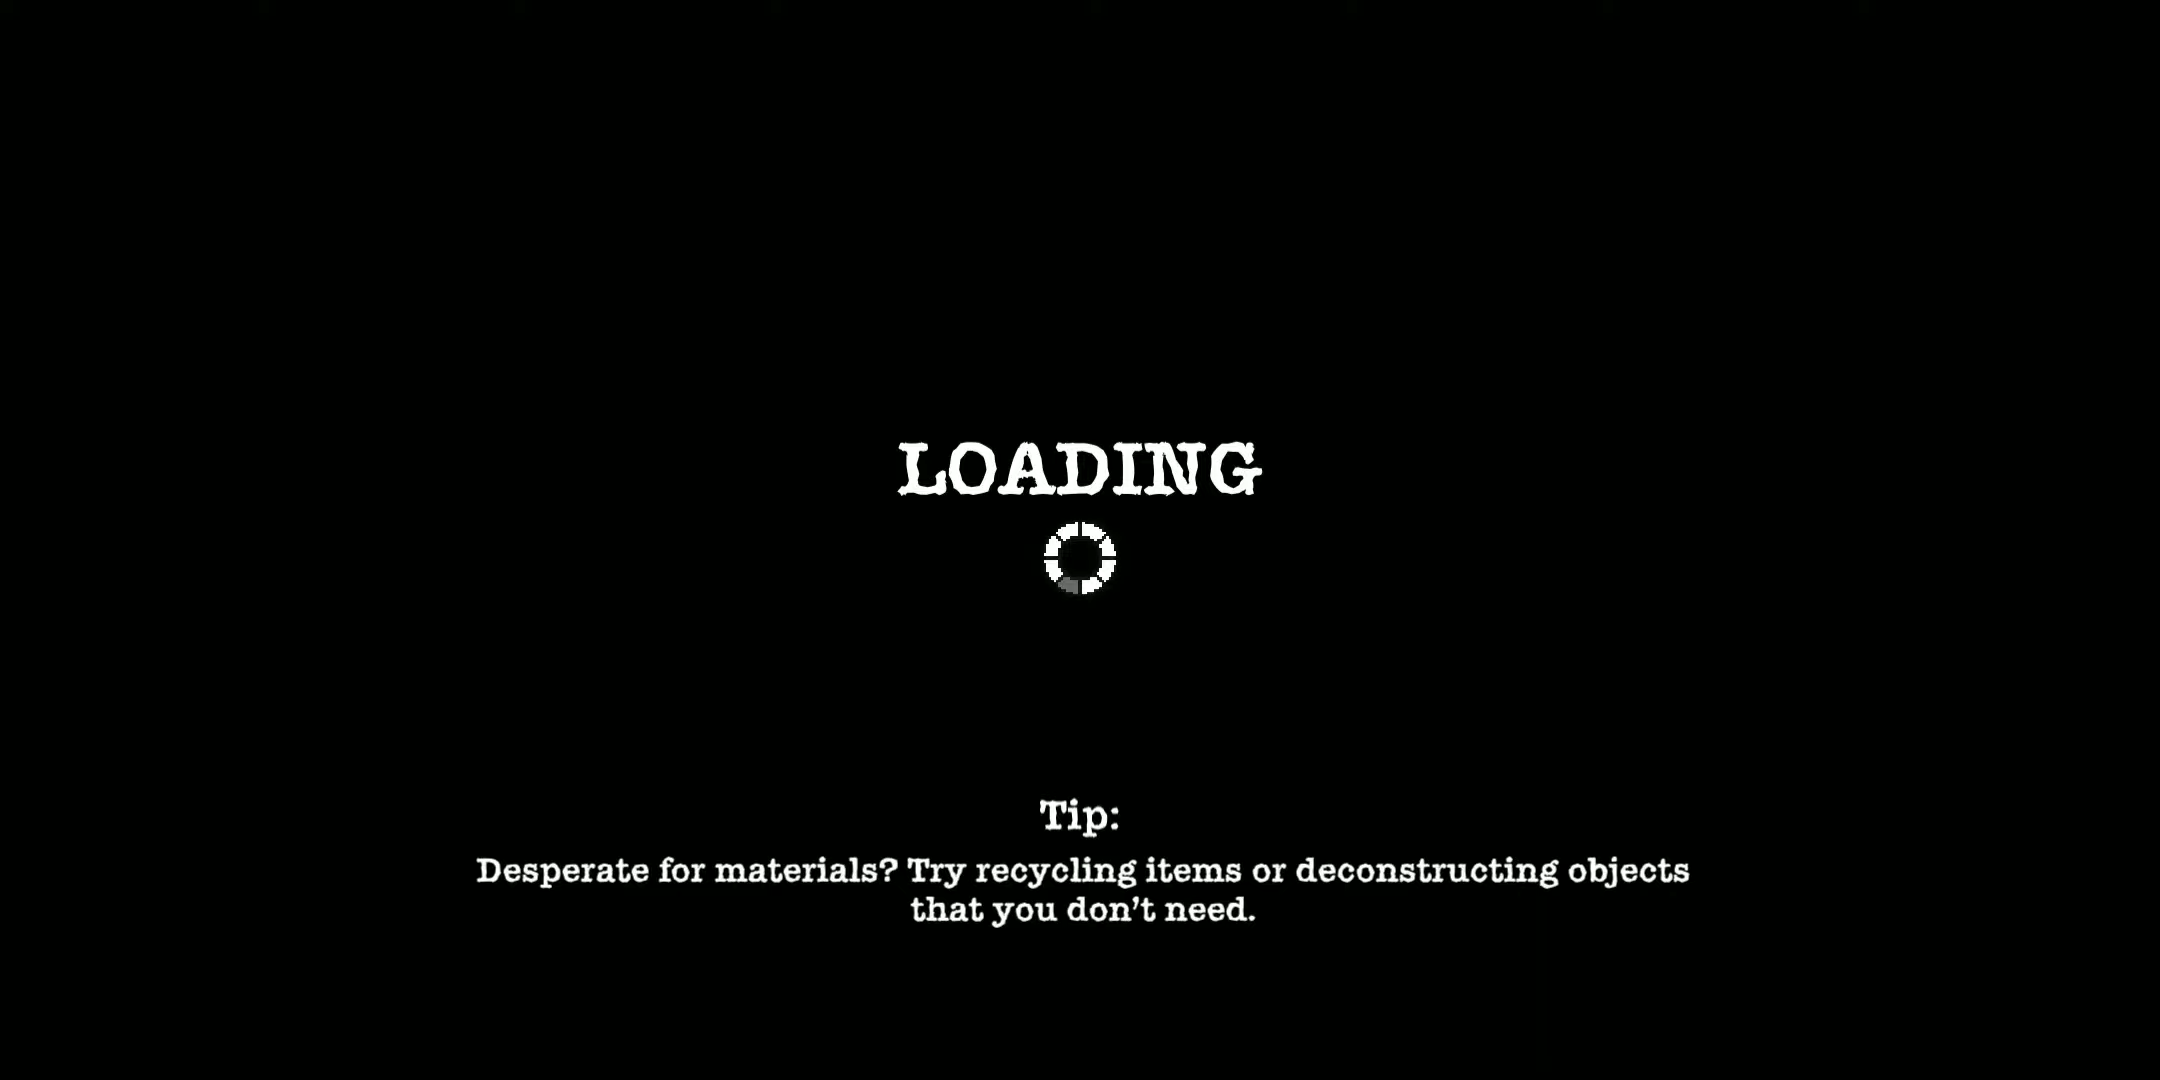 LOADING
Tip:
Desperate for materials? Try recycling items or deconstructing objects
that you don’t need.